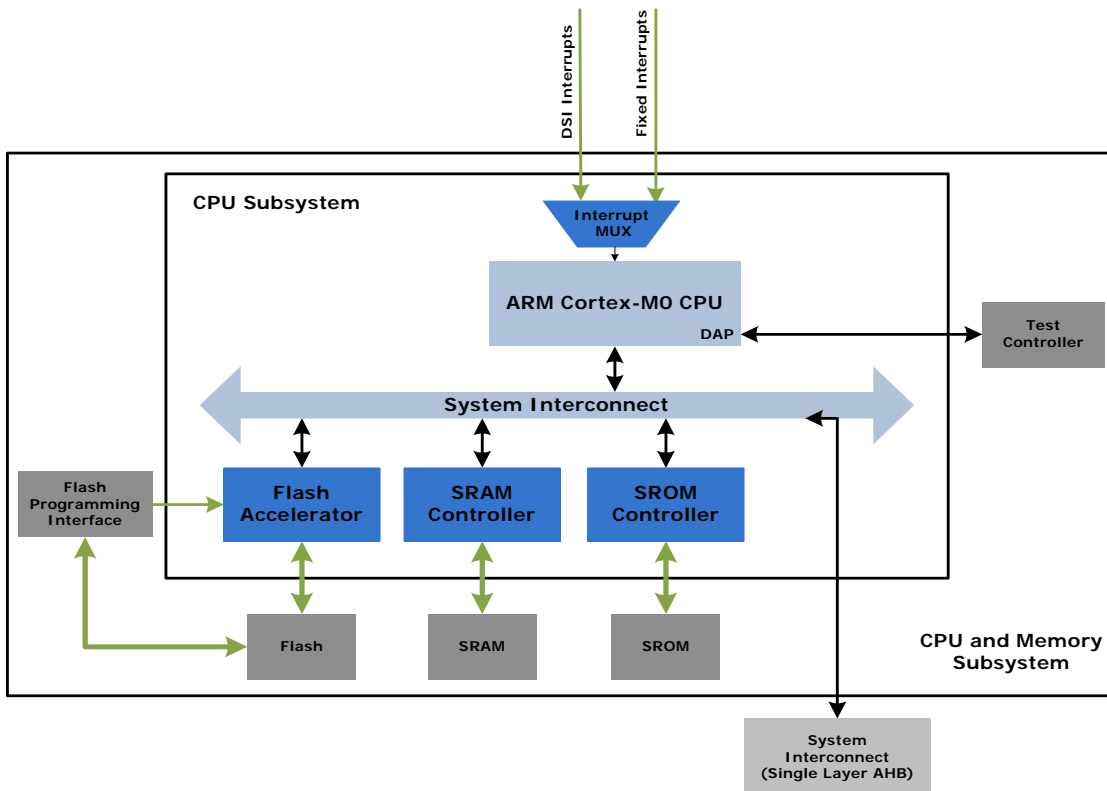 DSI Interrupts
Fixed Interrupts
CPU Subsystem
Interrupt
MUX
ARM Cortex-M0 CPU
DAP
Test
Controller
System Interconnect
Flash
Programming
Interface
Flash
Accelerator
SRAM
Controller
SROM
Controller
Flash
SRAM
SROM
CPU and Memory
Subsystem
System
Interconnect
(Single Layer AHB)